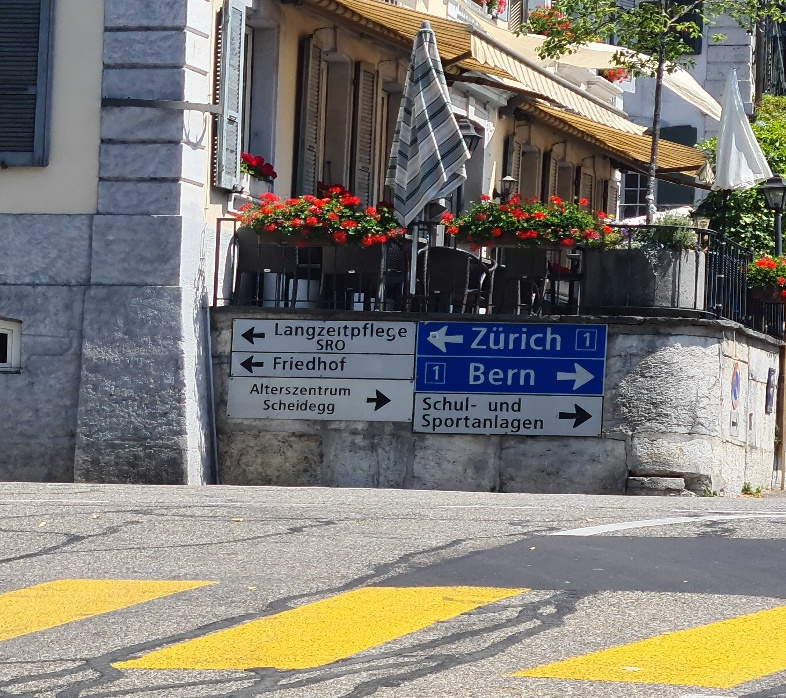 Langzeitpflege
SRO
Friedhof
Alterszentrum
Scheidegg
Zürich 1
1 Bern
Schul- und
Sportanlagen